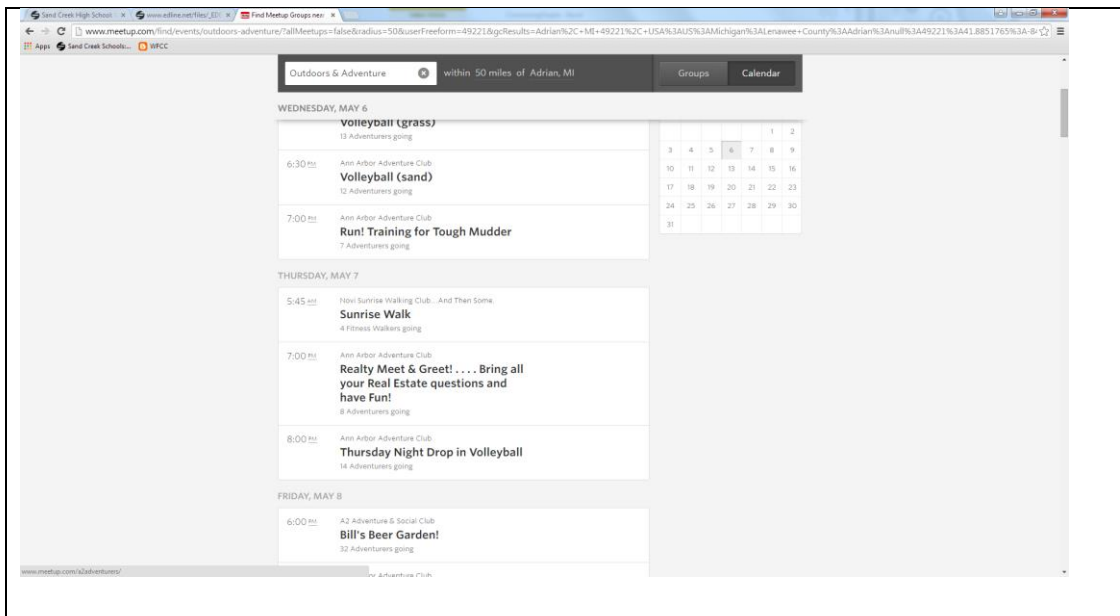 Sand Creek High School
www.edline.net/files/_EDI
Find Meetup Groups near
www.meetup.com/find/events/outdoors-adventure/?allMeetups=false&radius=50&userFreeform=49221&gcResults=Adrian%2C+MI+49221%2C+USA%3AUS%3AMichigan%3ALenawee+County%3AAdrian%3Anull%3A49221%3A41.8851765%3A-8
Apps Sand Creek Schools:... WFCC
Outdoors & Adventure within 50 miles of Adrian, MI Groups Calendar
WEDNESDAY, MAY 6
Volleyball (grass)
13 Adventurers going
6:30 PM Ann Arbor Adventure Club
Volleyball (sand)
12 Adventurers going
7:00 PM Ann Arbor Adventure Club
Run! Training for Tough Mudder
7 Adventurers going
1 2
3 4 5 6 7 8 9
10 11 12 13 14 15 16
17 18 19 20 21 22 23
24 25 26 27 28 29 30
31
THURSDAY, MAY 7
5:45 AM Novi Sunrise Walking Club...And Then Some.
Sunrise Walk
4 Fitness Walkers going
7:00 PM Ann Arbor Adventure Club
Realty Meet & Greet! . . . . Bring all
your Real Estate questions and
have Fun!
8 Adventurers going
8:00 PM Ann Arbor Adventure Club
Thursday Night Drop in Volleyball
14 Adventurers going
FRIDAY, MAY 8
6:00 PM A2 Adventure & Social Club
Bill's Beer Garden!
32 Adventurers going
Adventure Club
www.meetup.com/a2adventurers/